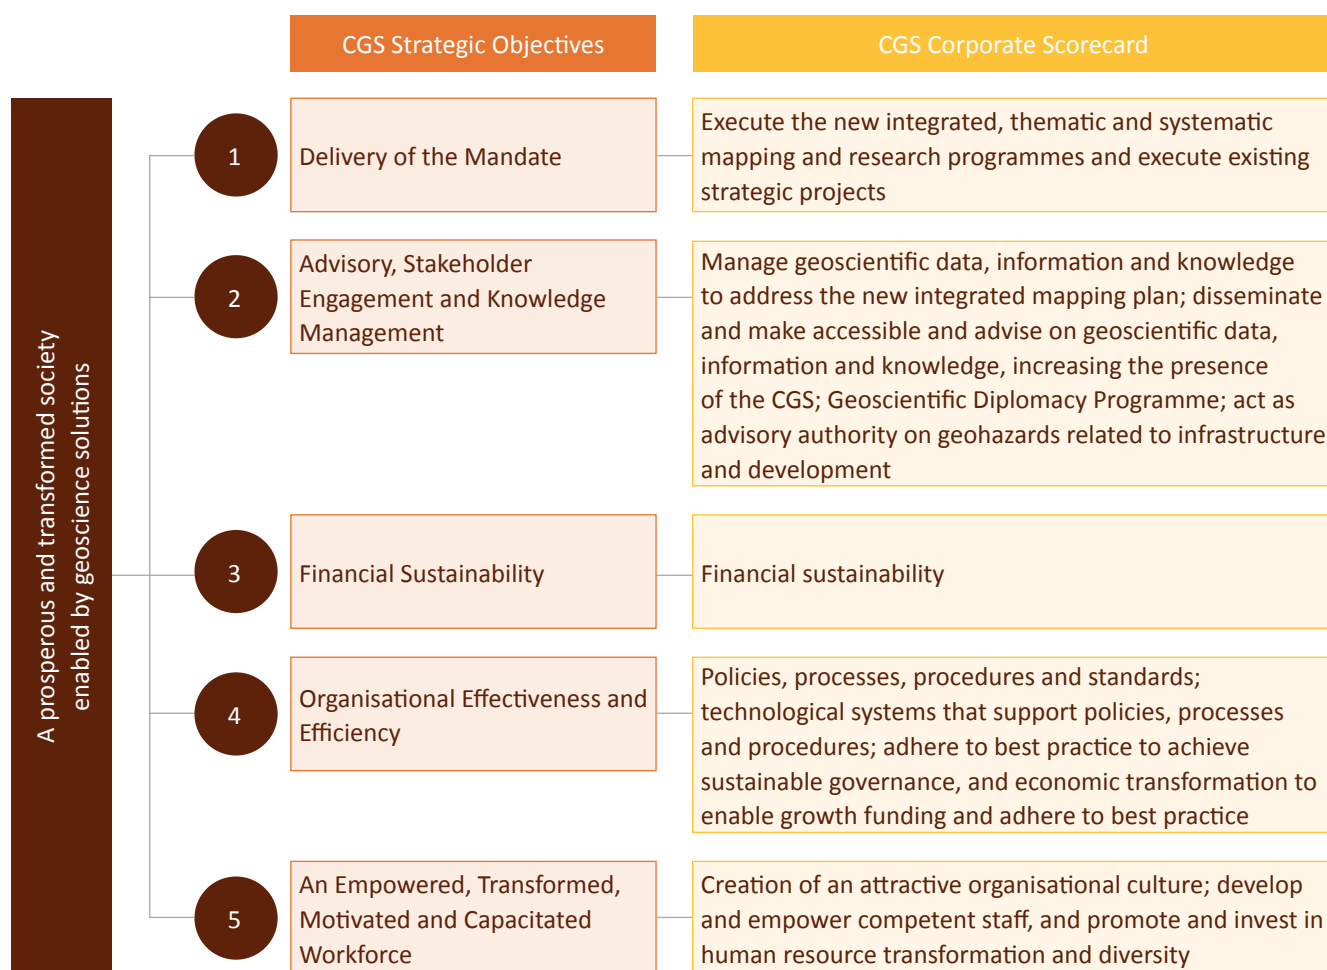 CGS Strategic Objectives
CGS Corporate Scorecard
A prosperous and transformed society
enabled by geoscience solutions
1
Delivery of the Mandate
Execute the new integrated, thematic and systematic
mapping and research programmes and execute existing
strategic projects
2
Advisory, Stakeholder
Engagement and Knowledge
Management
Manage geoscientific data, information and knowledge
to address the new integrated mapping plan; disseminate
and make accessible and advise on geoscientific data,
information and knowledge, increasing the presence
of the CGS; Geoscientific Diplomacy Programme; act as
advisory authority on geohazards related to infrastructure
and development
3
Financial Sustainability
Financial sustainability
4
Organisational Effectiveness and
Efficiency
Policies, processes, procedures and standards;
technological systems that support policies, processes
and procedures; adhere to best practice to achieve
sustainable governance, and economic transformation to
enable growth funding and adhere to best practice
5
An Empowered, Transformed,
Motivated and Capacitated
Workforce
Creation of an attractive organisational culture; develop
and empower competent staff, and promote and invest in
human resource transformation and diversity